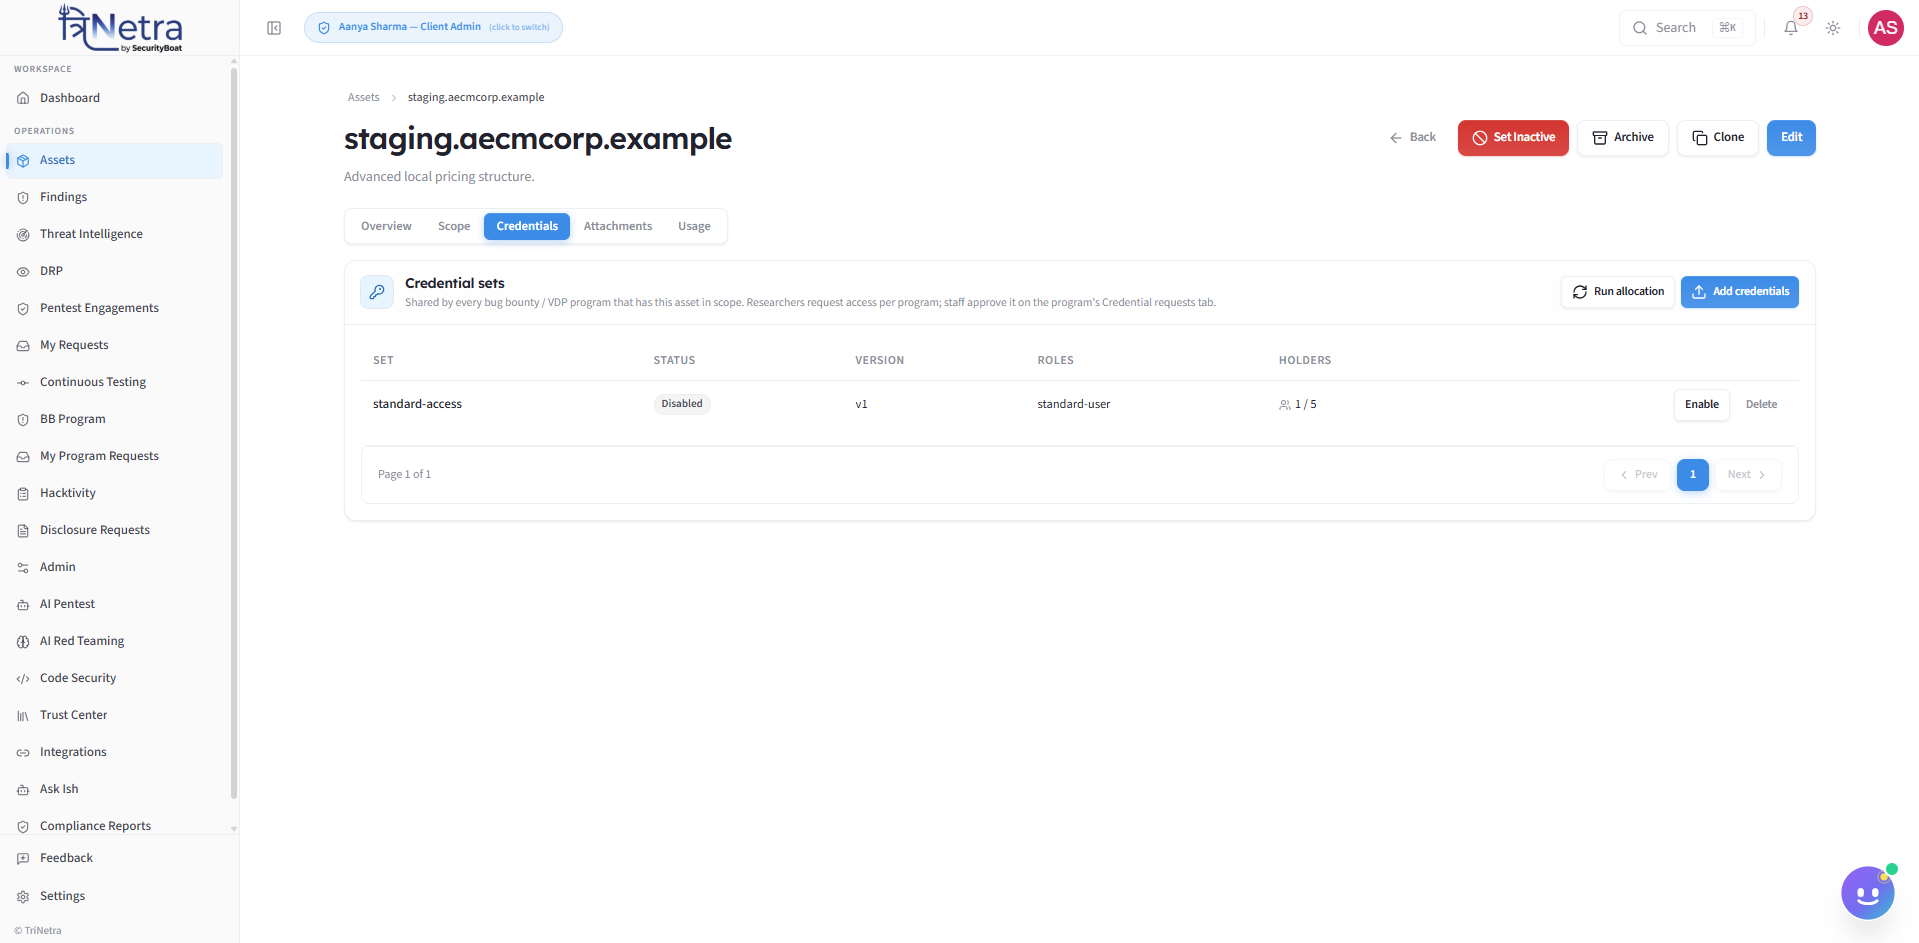 त्रिNetra
by SecurityBoat
WORKSPACE
Dashboard
OPERATIONS
Assets
Findings
Threat Intelligence
DRP
Pentest Engagements
My Requests
Continuous Testing
BB Program
My Program Requests
Hacktivity
Disclosure Requests
Admin
AI Pentest
AI Red Teaming
Code Security
Trust Center
Integrations
Ask Ish
Compliance Reports
Feedback
Settings
© TriNetra
Aanya Sharma — Client Admin (click to switch)
Search ⌘K
13
AS
Assets > staging.aecmcorp.example
staging.aecmcorp.example
Back
Set Inactive
Archive
Clone
Edit
Advanced local pricing structure.
Overview
Scope
Credentials
Attachments
Usage
Credential sets
Shared by every bug bounty / VDP program that has this asset in scope. Researchers request access per program; staff approve it on the program's Credential requests tab.
Run allocation
Add credentials
SET STATUS VERSION ROLES HOLDERS
standard-access Disabled v1 standard-user 1 / 5 Enable Delete
Page 1 of 1
Prev 1 Next